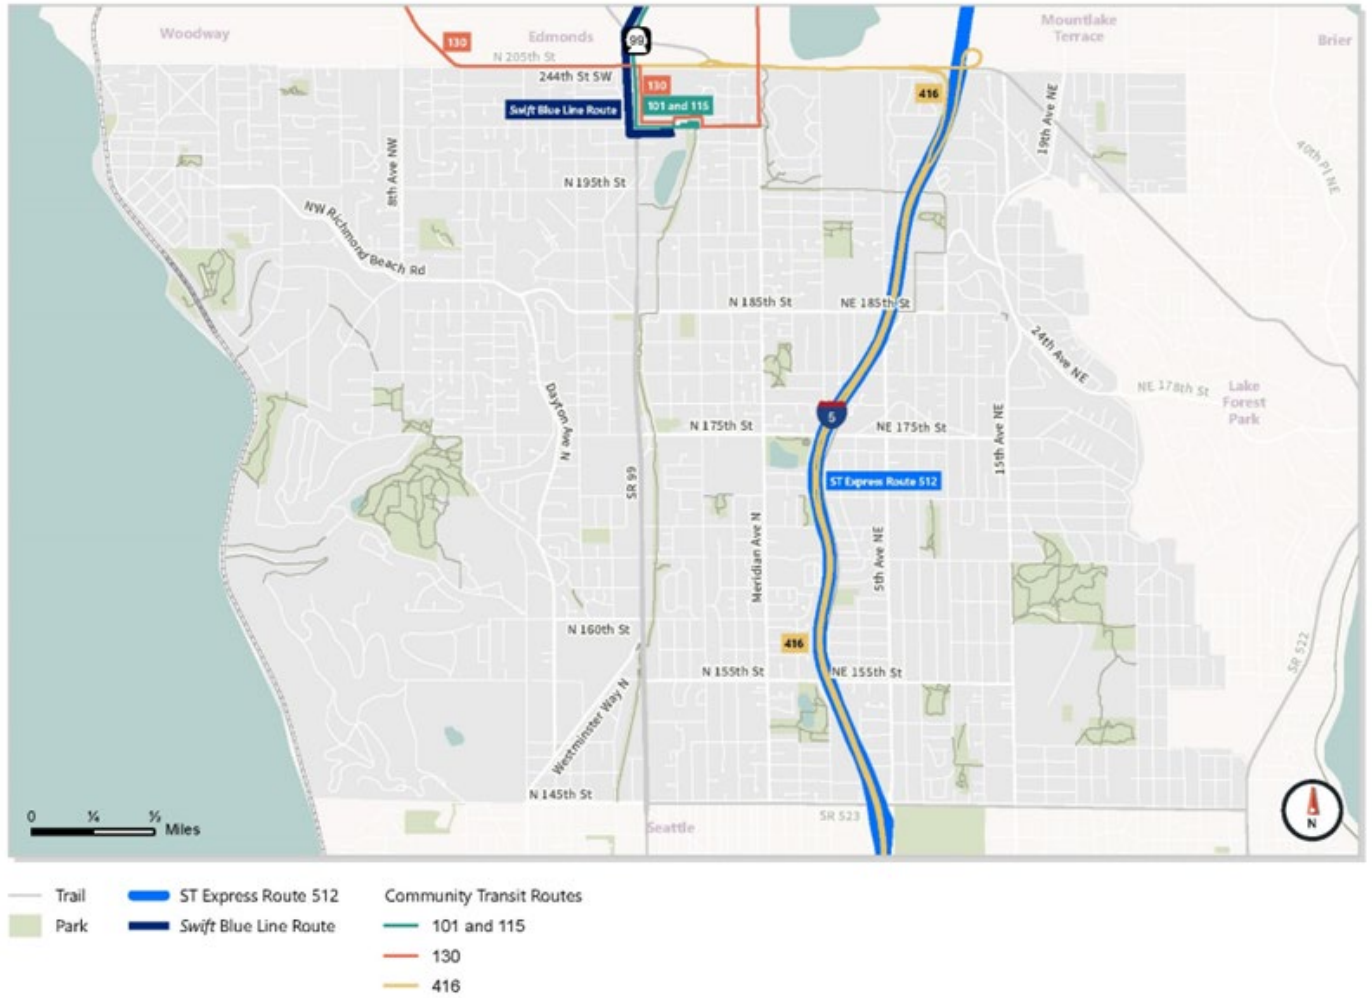 Woodway
Edmonds
Mountlake
Terrace
Brier
130
99
N 205th St
244th St SW
130
416
Swift Blue Line Route
101 and 115
19th Ave NE
40th Pl NE
8th Ave NW
N 195th St
NW Richmond Beach Rd
N 185th St
NE 185th St
24th Ave NE
NE 178th St
Lake
Forest
Park
Dayton Ave N
5
N 175th St
NE 175th St
15th Ave NE
SR 99
ST Express Route 512
Meridian Ave N
5th Ave NE
N 160th St
416
SR 522
N 155th St
NE 155th St
Westminster Way N
N 145th St
SR 523
Seattle
0 ¼ ½ Miles
N
Trail
Park
ST Express Route 512
Swift Blue Line Route
Community Transit Routes
101 and 115
130
416